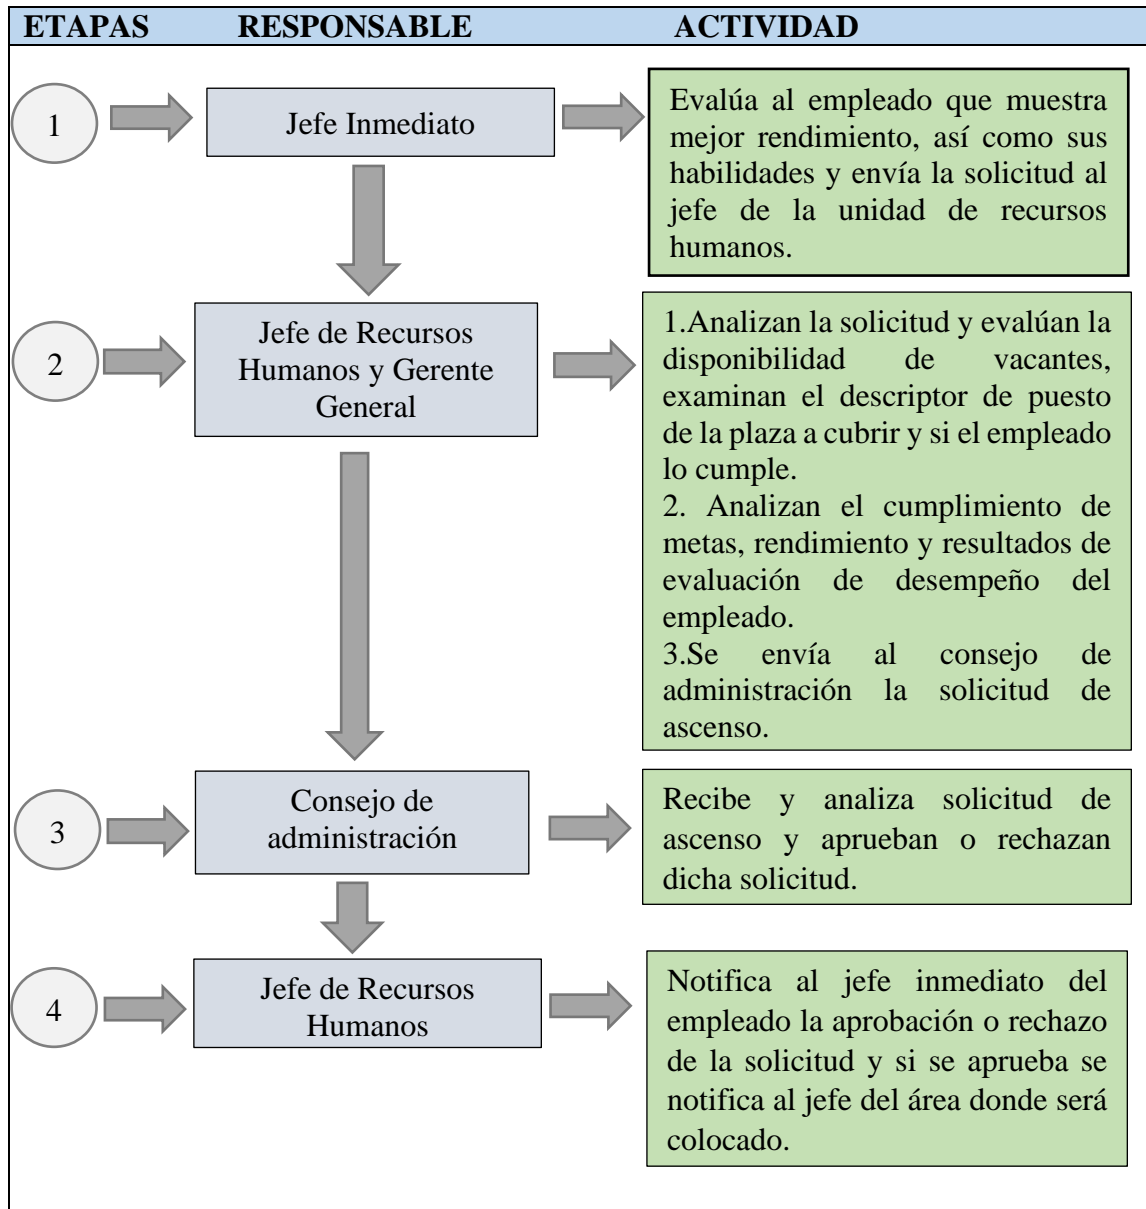 ETAPAS RESPONSABLE ACTIVIDAD
1
Jefe Inmediato
Evalúa al empleado que muestra
mejor rendimiento, así como sus
habilidades y envía la solicitud al
jefe de la unidad de recursos
humanos.
2
Jefe de Recursos
Humanos y Gerente
General
1.Analizan la solicitud y evalúan la
disponibilidad de vacantes,
examinan el descriptor de puesto
de la plaza a cubrir y si el empleado
lo cumple.
2. Analizan el cumplimiento de
metas, rendimiento y resultados de
evaluación de desempeño del
empleado.
3.Se envía al consejo de
administración la solicitud de
ascenso.
3
Consejo de
administración
Recibe y analiza solicitud de
ascenso y aprueban o rechazan
dicha solicitud.
4
Jefe de Recursos
Humanos
Notifica al jefe inmediato del
empleado la aprobación o rechazo
de la solicitud y si se aprueba se
notifica al jefe del área donde será
colocado.